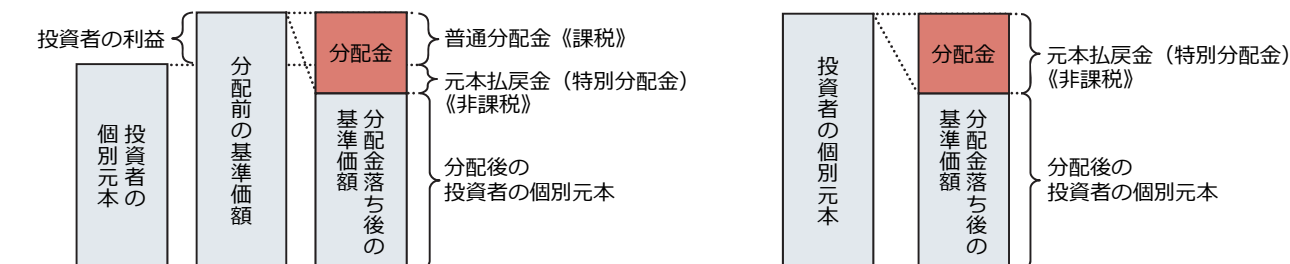 投資者の利益
投資者の
個別元本
分配前の基準価額
分配金
分配金落ち後の
基準価額
普通分配金《課税》
元本払戻金（特別分配金）
《非課税》
分配後の
投資者の個別元本
投資者の個別元本
分配金
分配金落ち後の
基準価額
元本払戻金（特別分配金）
《非課税》
分配後の
投資者の個別元本